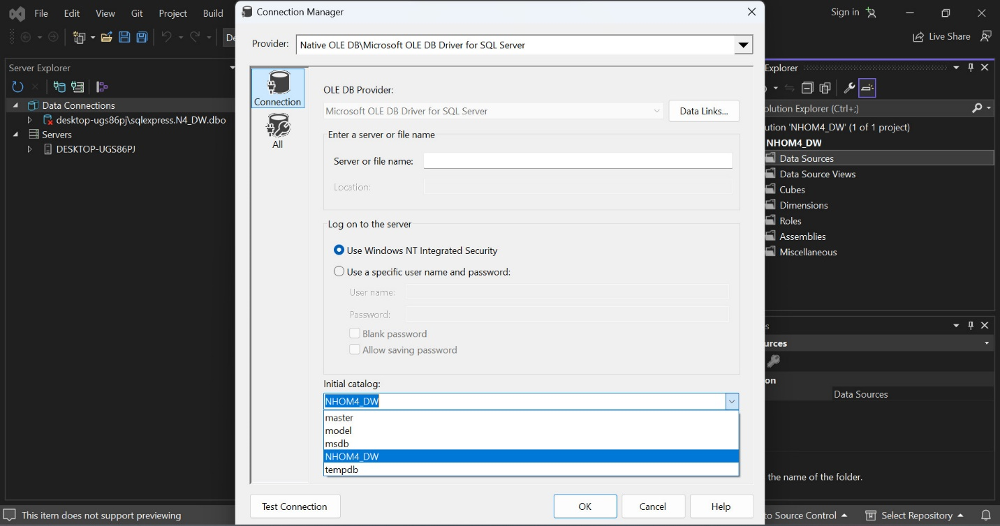 File Edit View Git Project Build
Connection Manager
Sign in
Live Share
Provider: Native OLE DB\Microsoft OLE DB Driver for SQL Server
Server Explorer
Data Connections
desktop-ugs86pj\sqlexpress.N4_DW.dbo
Servers
DESKTOP-UGS86PJ
Connection
All
OLE DB Provider:
Microsoft OLE DB Driver for SQL Server
Data Links...
Enter a server or file name
Server or file name:
Location:
Log on to the server
Use Windows NT Integrated Security
Use a specific user name and password:
User name:
Password:
Blank password
Allow saving password
Initial catalog:
NHOM4_DW
master
model
msdb
NHOM4_DW
tempdb
Test Connection
OK
Cancel
Help
Explorer
olution Explorer (Ctrl+;)
ution 'NHOM4_DW' (1 of 1 project)
NHOM4_DW
Data Sources
Data Source Views
Cubes
Dimensions
Roles
Assemblies
Miscellaneous
s
urces
on
Data Sources
the name of the folder.
This item does not support previewing
to Source Control
Select Repository